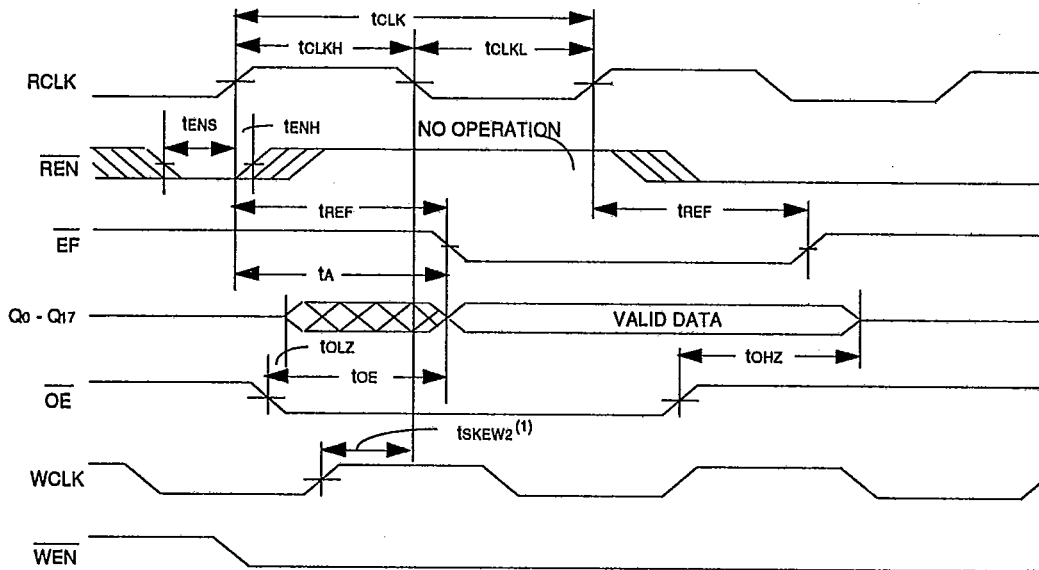 tCLK
tCLKH
tCLKL
RCLK
tENS
tENH
NO OPERATION
REN
tREF
tREF
EF
tA
Q0 - Q17
VALID DATA
tOLZ
tOE
tOHZ
OE
tSKEW2(1)
WCLK
WEN